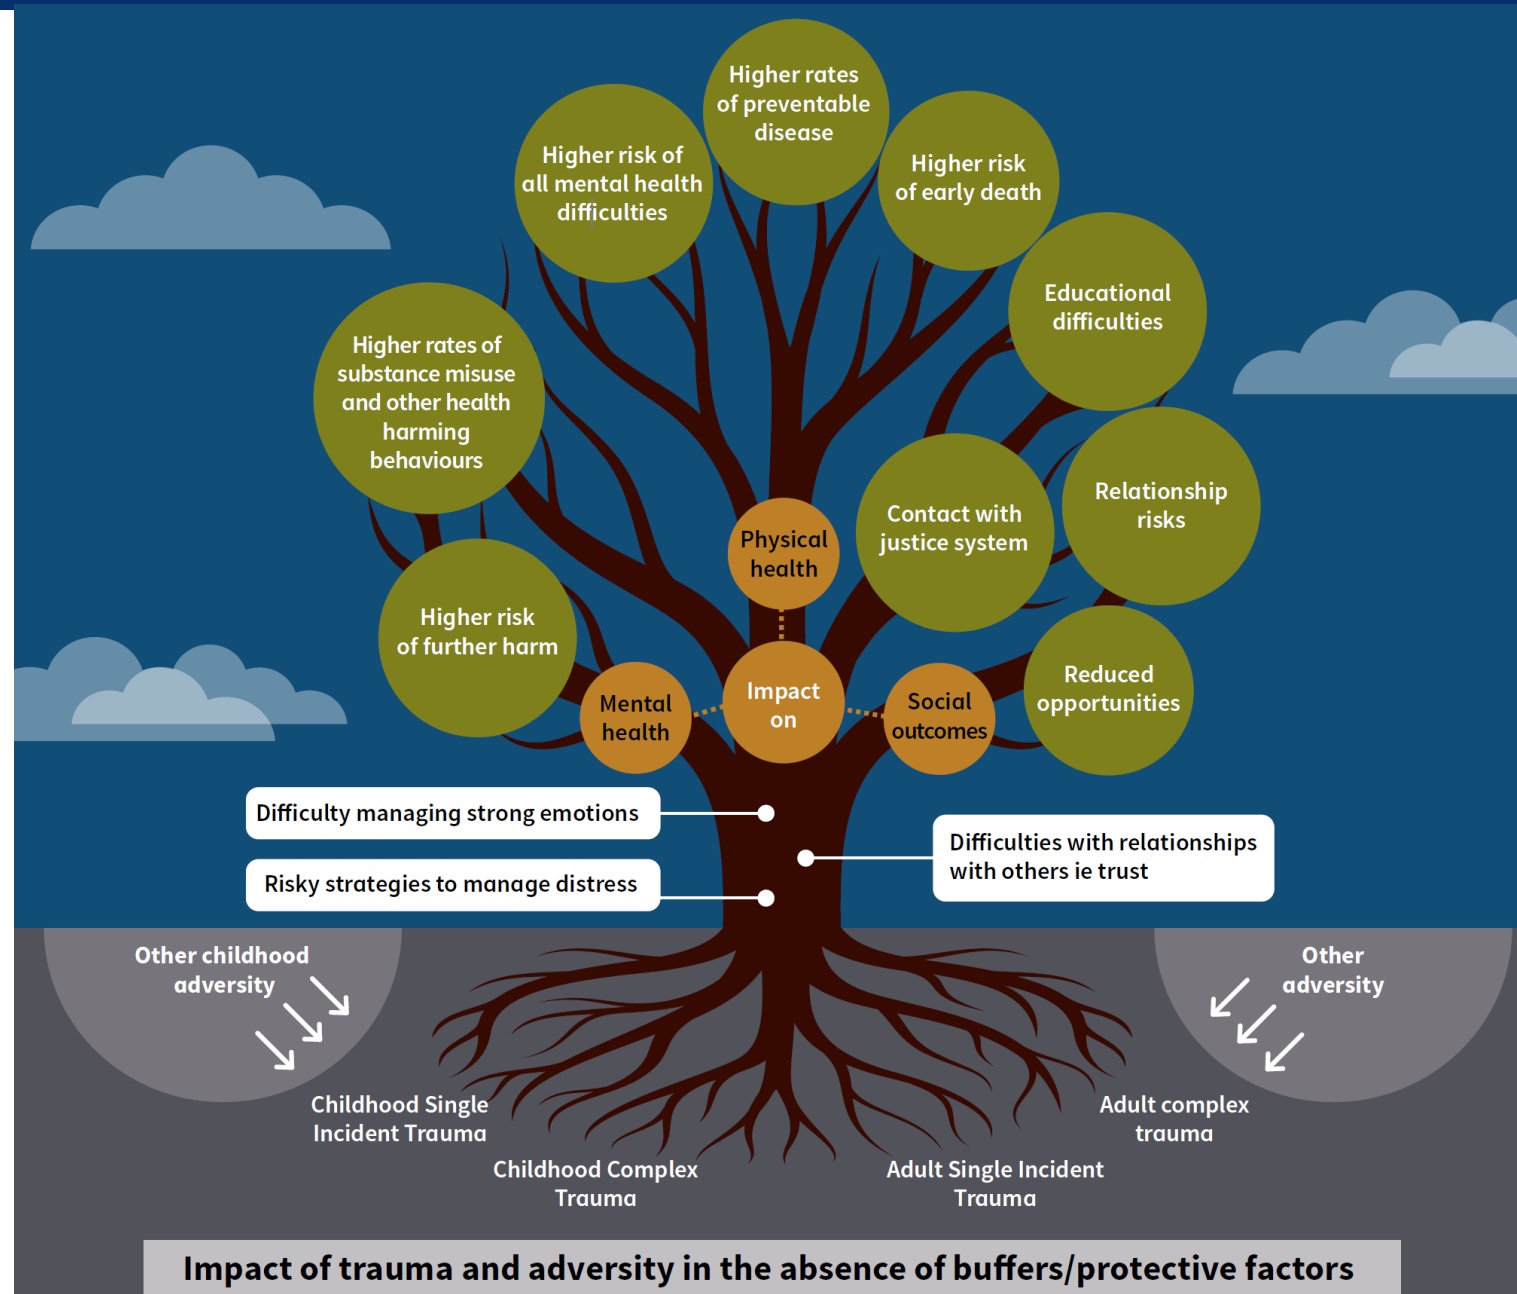 Higher rates
of preventable
disease
Higher risk of
all mental health
difficulties
Higher risk
of early death
Educational
difficulties
Higher rates of
substance misuse
and other health
harming
behaviours
Relationship
risks
Contact with
justice system
Physical
health
Higher risk
of further harm
Reduced
opportunities
Mental
health
Impact
on
Social
outcomes
Difficulty managing strong emotions
Risky strategies to manage distress
Difficulties with relationships
with others ie trust
Other childhood
adversity
Other
adversity
Childhood Single
Incident Trauma
Childhood Complex
Trauma
Adult Single Incident
Trauma
Adult complex
trauma
Impact of trauma and adversity in the absence of buffers/protective factors